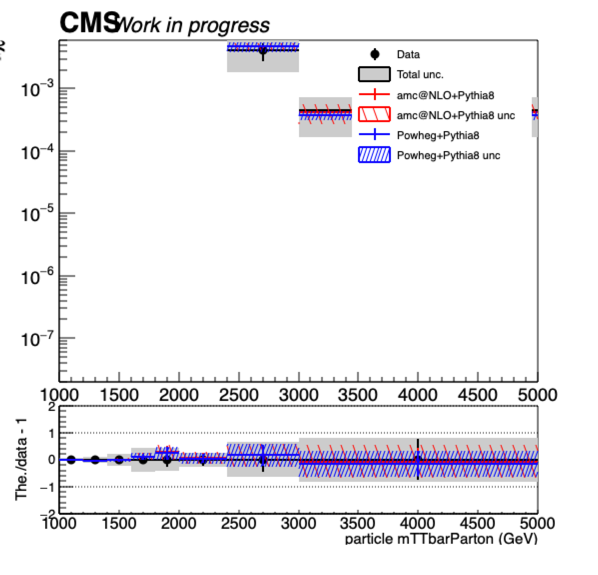 CMS Work in progress
Data
Total unc.
amc@NLO+Pythia8
amc@NLO+Pythia8 unc
Powheg+Pythia8
Powheg+Pythia8 unc
10⁻³
10⁻⁴
10⁻⁵
10⁻⁶
10⁻⁷
1000 1500 2000 2500 3000 3500 4000 4500 5000
The./data - 1
2
1
0
−1
−2
1000 1500 2000 2500 3000 3500 4000 4500 5000
particle mTTbarParton (GeV)